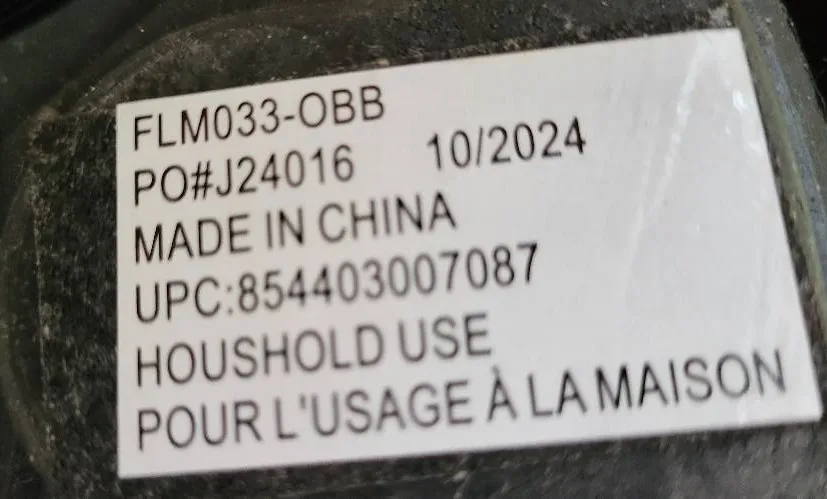 FLM033-OBB
PO#J24016 10/2024
MADE IN CHINA
UPC:854403007087
HOUSHOLD USE
POUR L'USAGE À LA MAISON